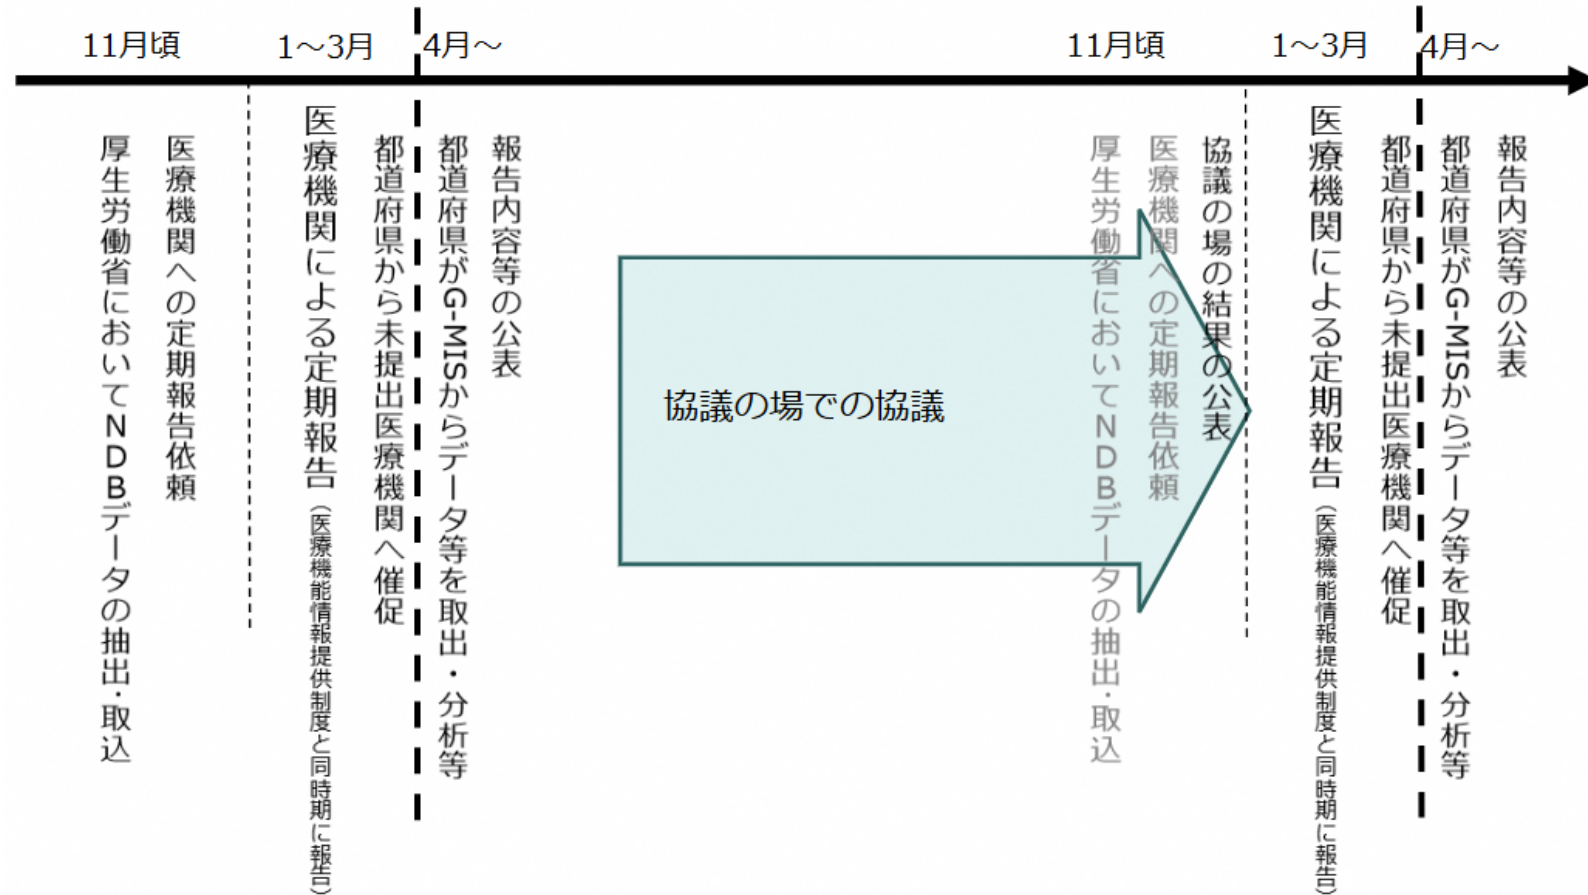 11月頃
1～3月
4月～
11月頃
1～3月
4月～
厚生労働省においてNDBデータの抽出・取込
医療機関への定期報告依頼
医療機関による定期報告（医療機能情報提供制度と同時期に報告）
都道府県から未提出医療機関へ催促
都道府県がG-MISからデータ等を取出・分析等
報告内容等の公表
協議の場での協議
厚生労働省においてNDBデータの抽出・取込
医療機関への定期報告依頼
協議の場の結果の公表
医療機関による定期報告（医療機能情報提供制度と同時期に報告）
都道府県から未提出医療機関へ催促
都道府県がG-MISからデータ等を取出・分析等
報告内容等の公表